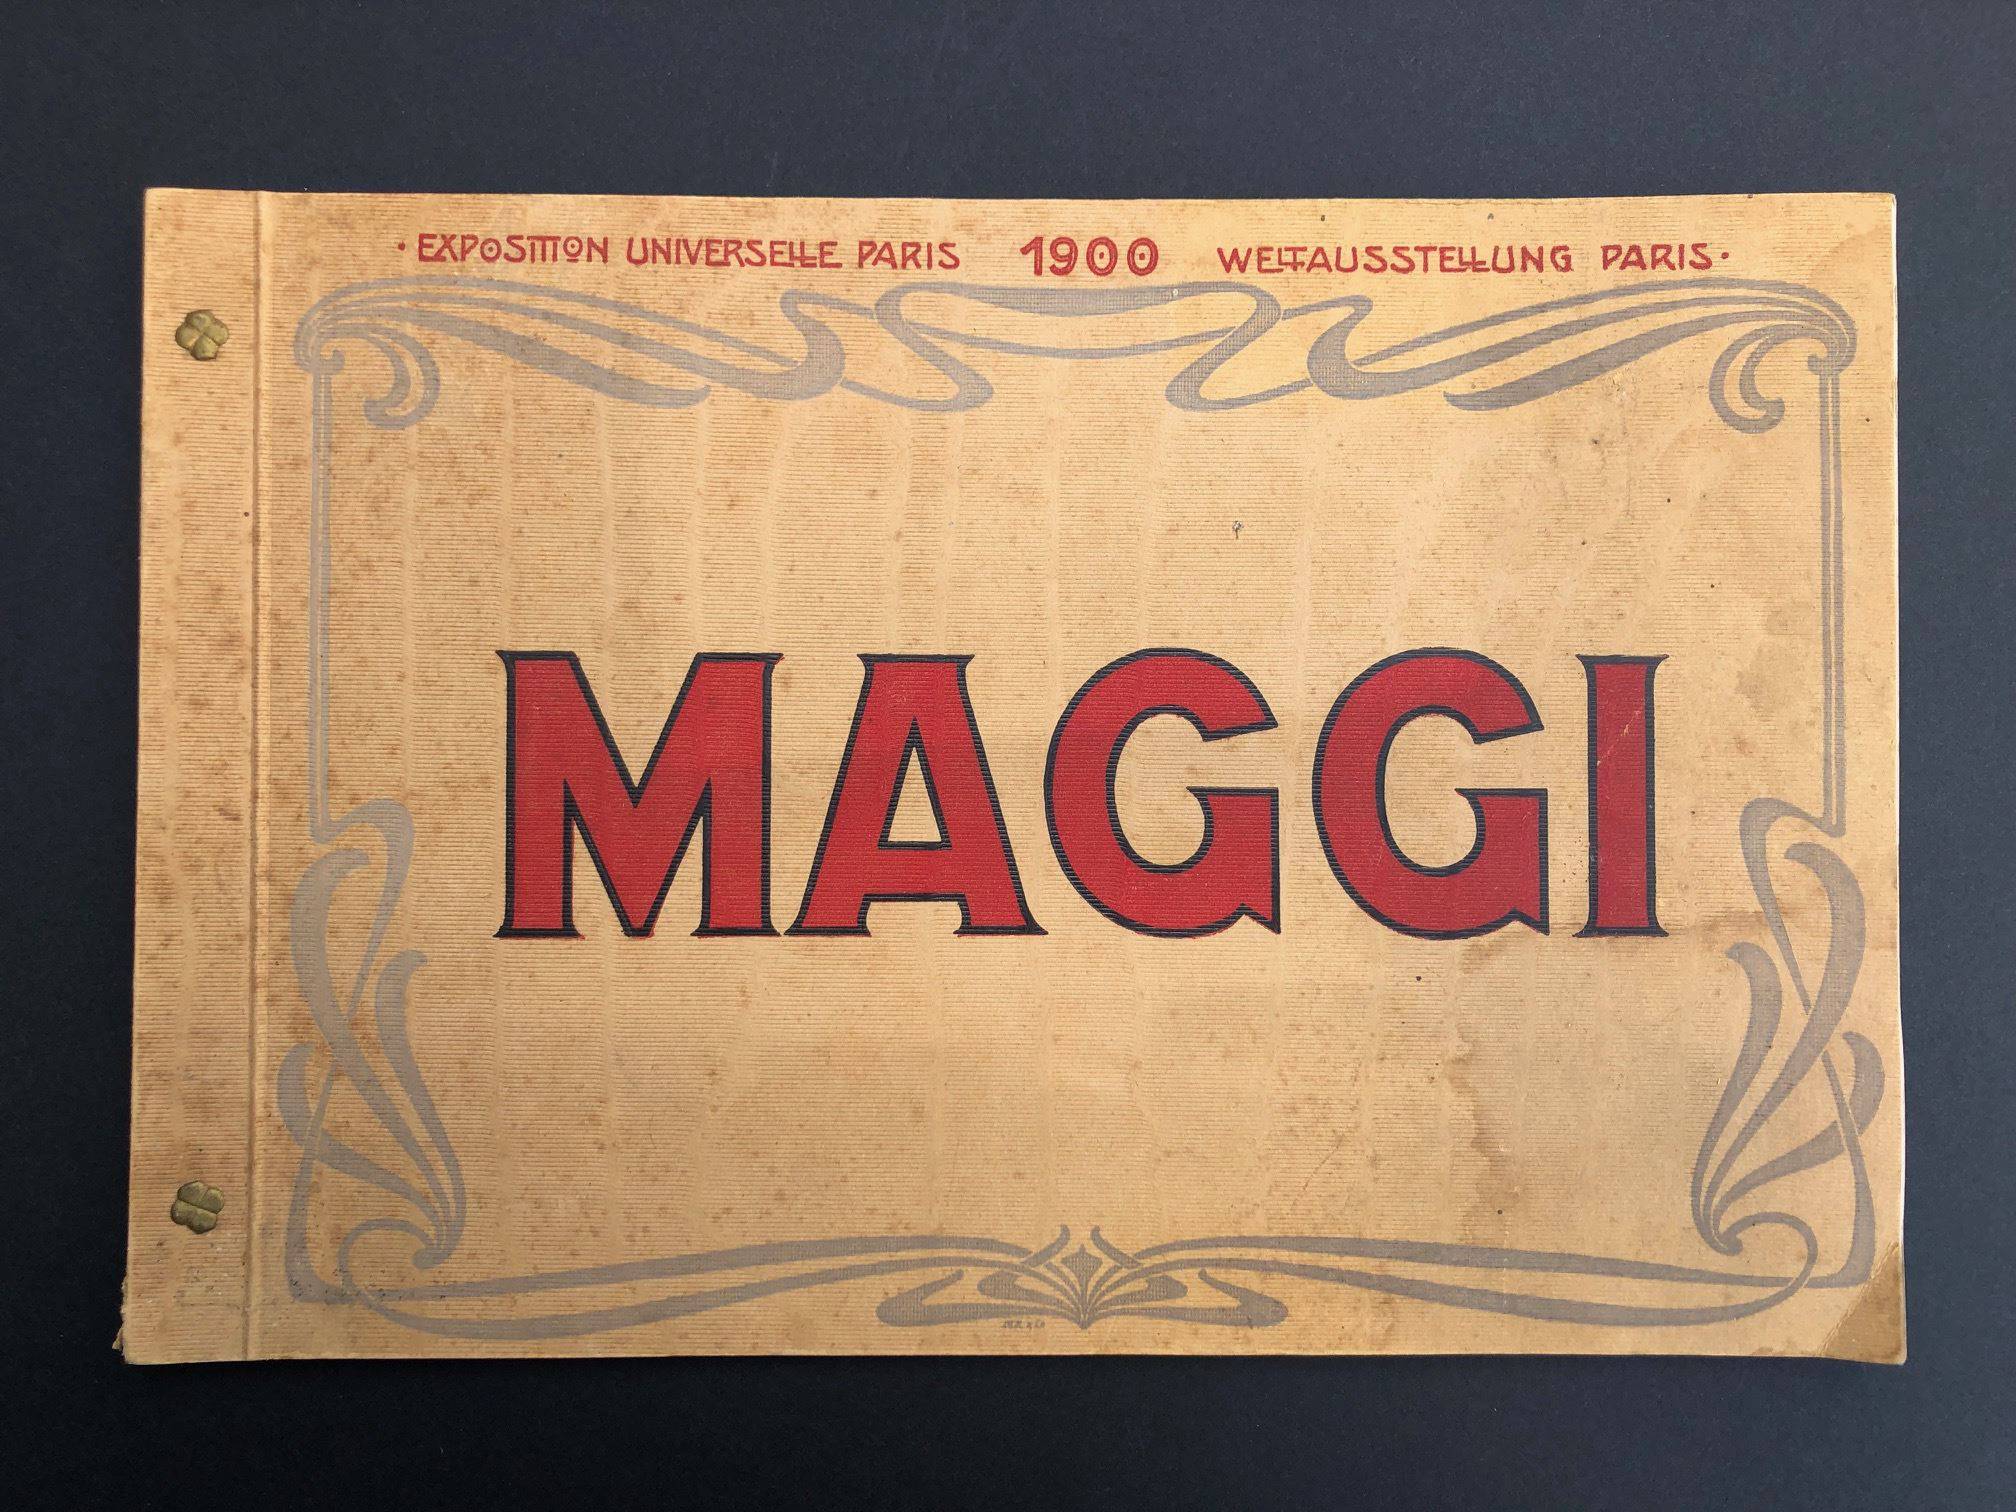 · EXPOSITION UNIVERSELLE PARIS 1900 WELTAUSSTELLUNG PARIS ·
MAGGI